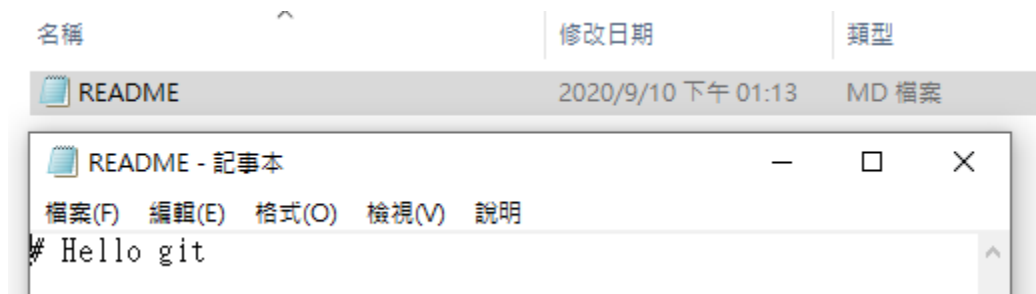 名稱 修改日期 類型
README 2020/9/10 下午 01:13 MD 檔案
README - 記事本
檔案(F) 編輯(E) 格式(O) 檢視(V) 說明
# Hello git